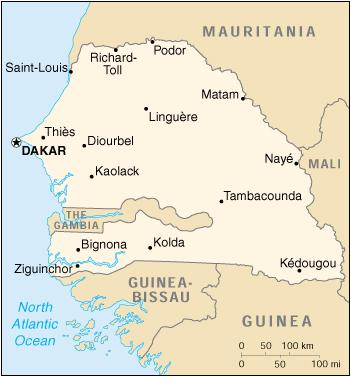 MAURITANIA
Podor
Richard-
Toll
Saint-Louis
Matam
Linguère
Thiès
Diourbel
DAKAR
Nayé
MALI
Kaolack
Tambacounda
THE
GAMBIA
Bignona
Kolda
Ziguinchor
Kédougou
GUINEA-
BISSAU
North
Atlantic
Ocean
GUINEA
0 50 100 km
0 50 100 mi